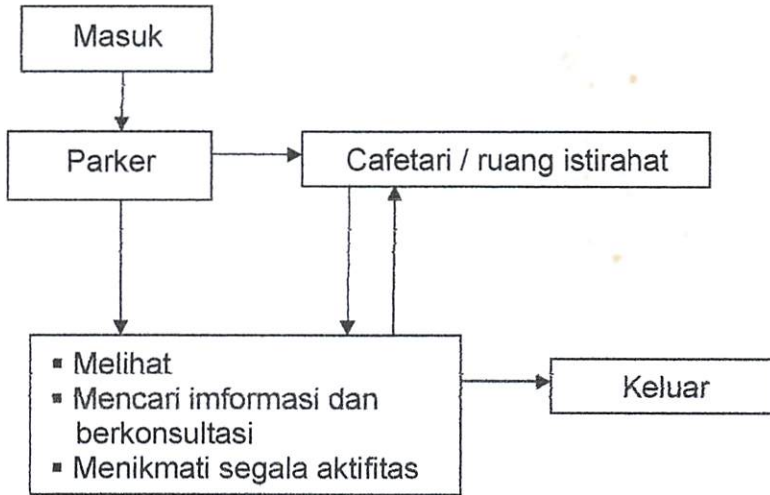 Masuk
Parker
Cafetari / ruang istirahat
▪ Melihat
▪ Mencari imformasi dan
berkonsultasi
▪ Menikmati segala aktifitas
Keluar